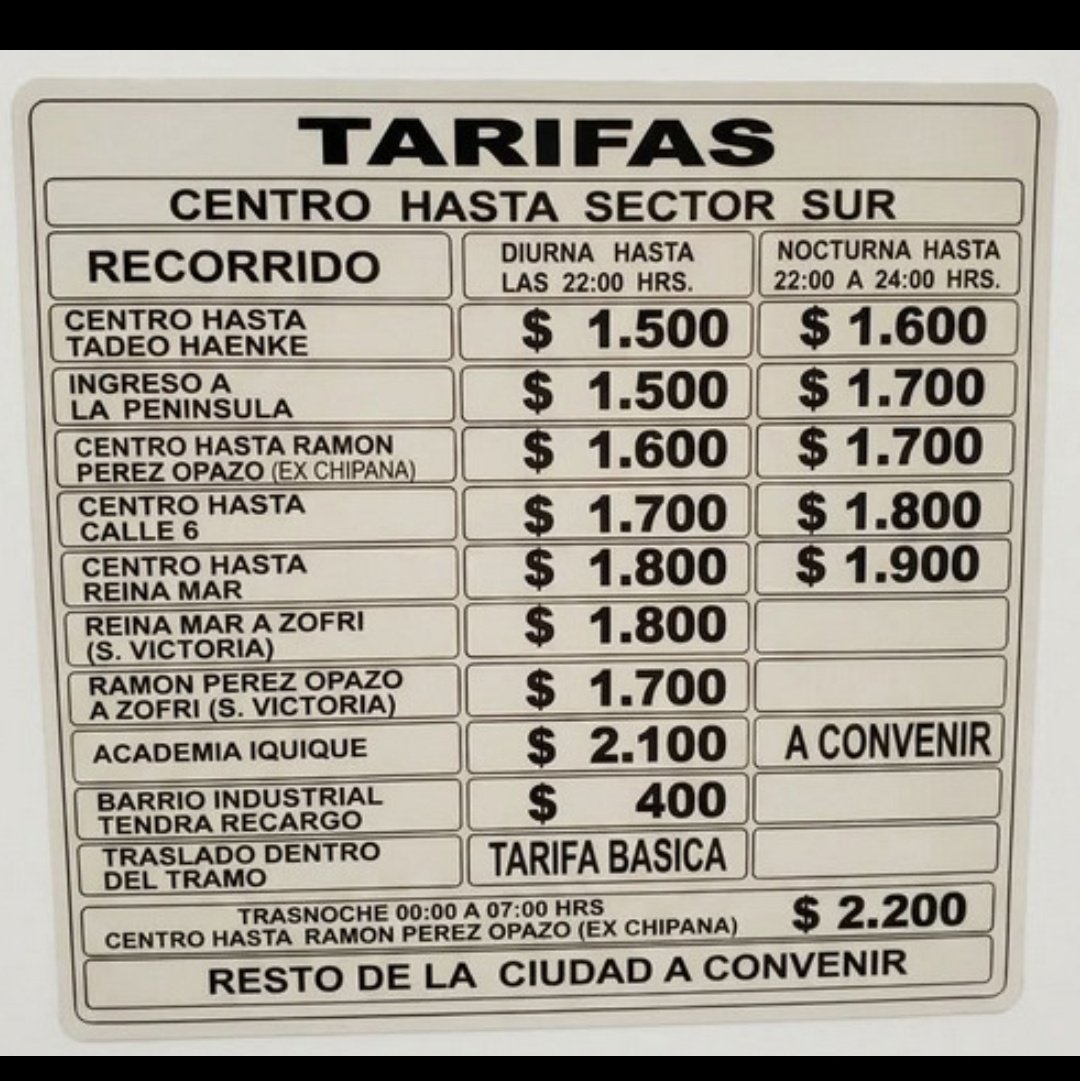 TARIFAS
CENTRO HASTA SECTOR SUR
RECORRIDO
DIURNA HASTA
LAS 22:00 HRS.
NOCTURNA HASTA
22:00 A 24:00 HRS.
CENTRO HASTA
TADEO HAENKE
$ 1.500
$ 1.600
INGRESO A
LA PENINSULA
$ 1.500
$ 1.700
CENTRO HASTA RAMON
PEREZ OPAZO (EX CHIPANA)
$ 1.600
$ 1.700
CENTRO HASTA
CALLE 6
$ 1.700
$ 1.800
CENTRO HASTA
REINA MAR
$ 1.800
$ 1.900
REINA MAR A ZOFRI
(S. VICTORIA)
$ 1.800
RAMON PEREZ OPAZO
A ZOFRI (S. VICTORIA)
$ 1.700
ACADEMIA IQUIQUE
$ 2.100
A CONVENIR
BARRIO INDUSTRIAL
TENDRA RECARGO
$ 400
TRASLADO DENTRO
DEL TRAMO
TARIFA BASICA
TRASNOCHE 00:00 A 07:00 HRS
CENTRO HASTA RAMON PEREZ OPAZO (EX CHIPANA)
$ 2.200
RESTO DE LA CIUDAD A CONVENIR